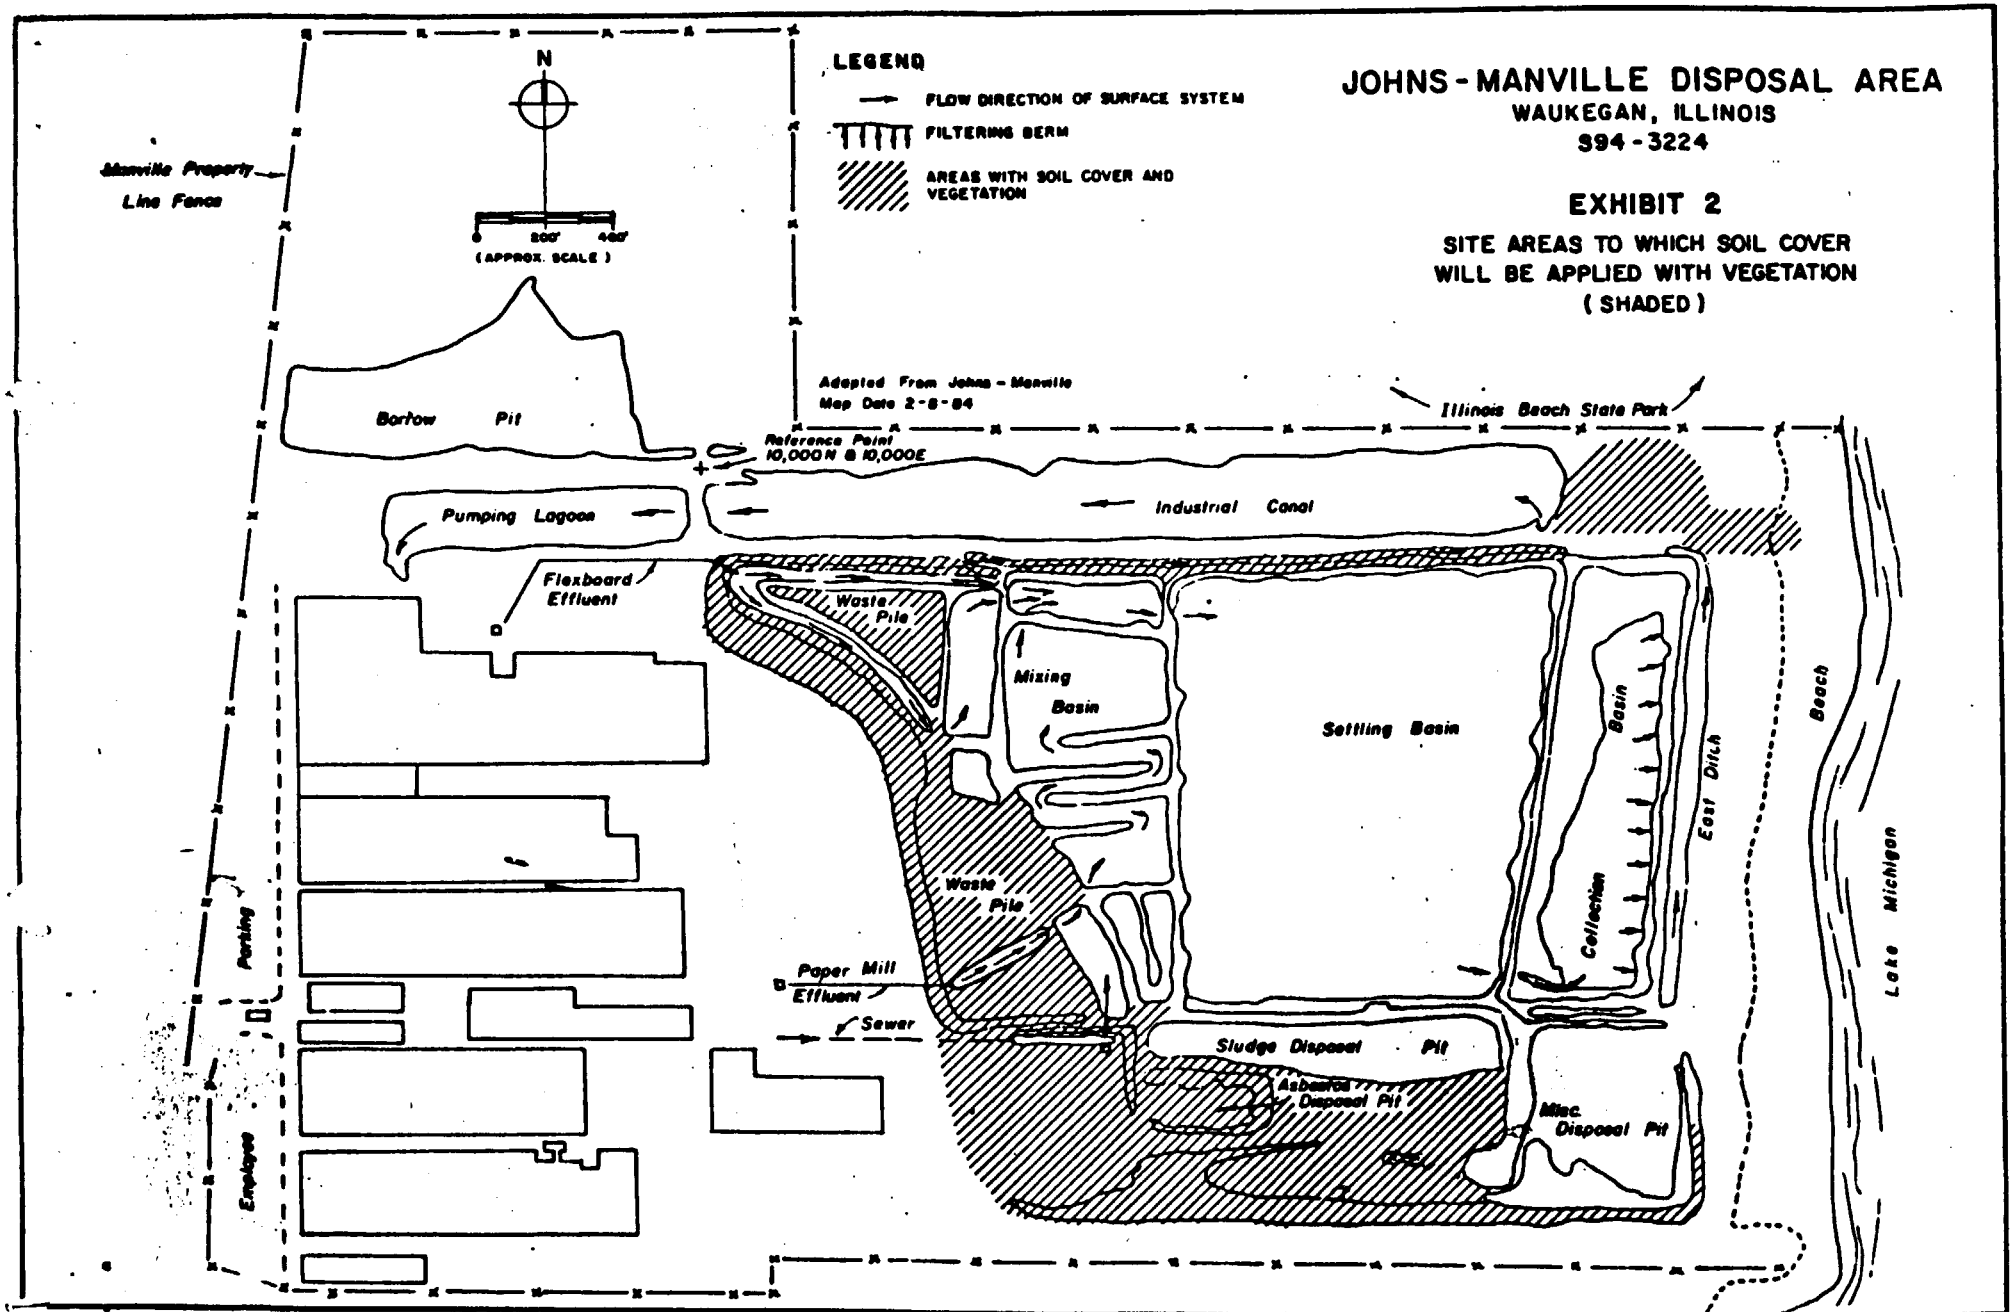 N
0 200' 400'
(APPROX. SCALE)
LEGEND
FLOW DIRECTION OF SURFACE SYSTEM
FILTERING BERM
AREAS WITH SOIL COVER AND
VEGETATION
JOHNS-MANVILLE DISPOSAL AREA
WAUKEGAN, ILLINOIS
S94-3224
EXHIBIT 2
SITE AREAS TO WHICH SOIL COVER
WILL BE APPLIED WITH VEGETATION
(SHADED)
Manville Property
Line Fence
Adapted From Johns-Manville
Map Date 2-6-84
Illinois Beach State Park
Borrow Pit
Reference Point
10,000N & 10,000E
Pumping Lagoon
Industrial Canal
Flexboard
Effluent
Waste
Pile
Mixing
Basin
Settling Basin
Collection Basin
East Ditch
Beach
Lake Michigan
Waste
Pile
Paper Mill
Effluent
Sewer
Sludge Disposal Pit
Asbestos
Disposal Pit
Misc.
Disposal Pit
Employee Parking